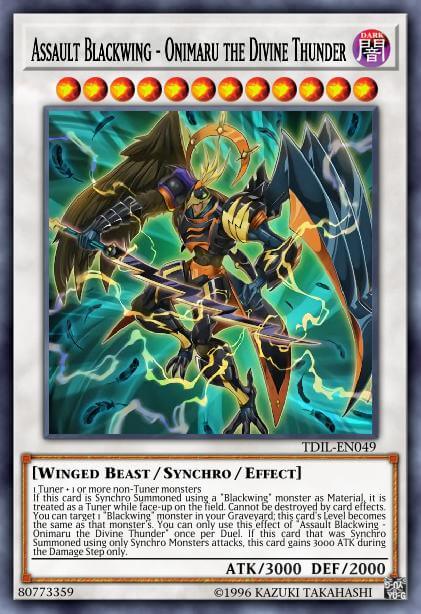 Assault Blackwing - Onimaru the Divine Thunder
DARK
闇
TDIL-EN049
[Winged Beast / Synchro / Effect]
1 Tuner + 1 or more non-Tuner monsters
If this card is Synchro Summoned using a "Blackwing" monster as Material, it is
treated as a Tuner while face-up on the field. Cannot be destroyed by card effects.
You can target 1 "Blackwing" monster in your Graveyard; this card's Level becomes
the same as that monster's. You can only use this effect of "Assault Blackwing -
Onimaru the Divine Thunder" once per Duel. If this card that was Synchro
Summoned using only Synchro Monsters attacks, this card gains 3000 ATK during
the Damage Step only.
ATK/3000 DEF/2000
80773359
©1996 KAZUKI TAKAHASHI